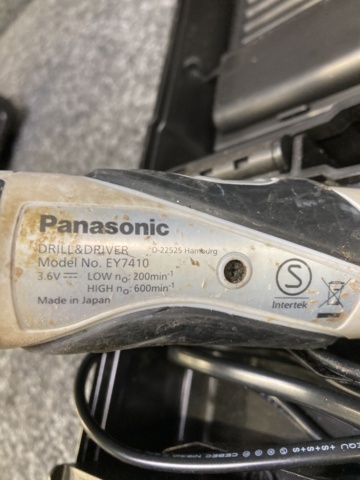 Panasonic
DRILL&DRIVER D-22525 Hamburg
Model No. EY7410
3.6V⎓ LOW n₀: 200min⁻¹
HIGH n₀: 600min⁻¹
Made in Japan
S
Intertek